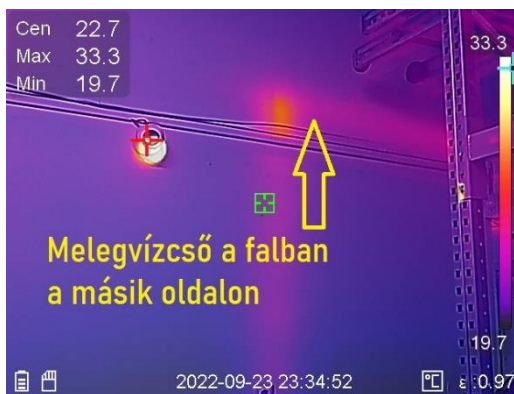 Cen 22.7
Max 33.3
Min 19.7
33.3
Melegvízcső a falban
a másik oldalon
19.7
2022-09-23 23:34:52
℃ ε :0.97